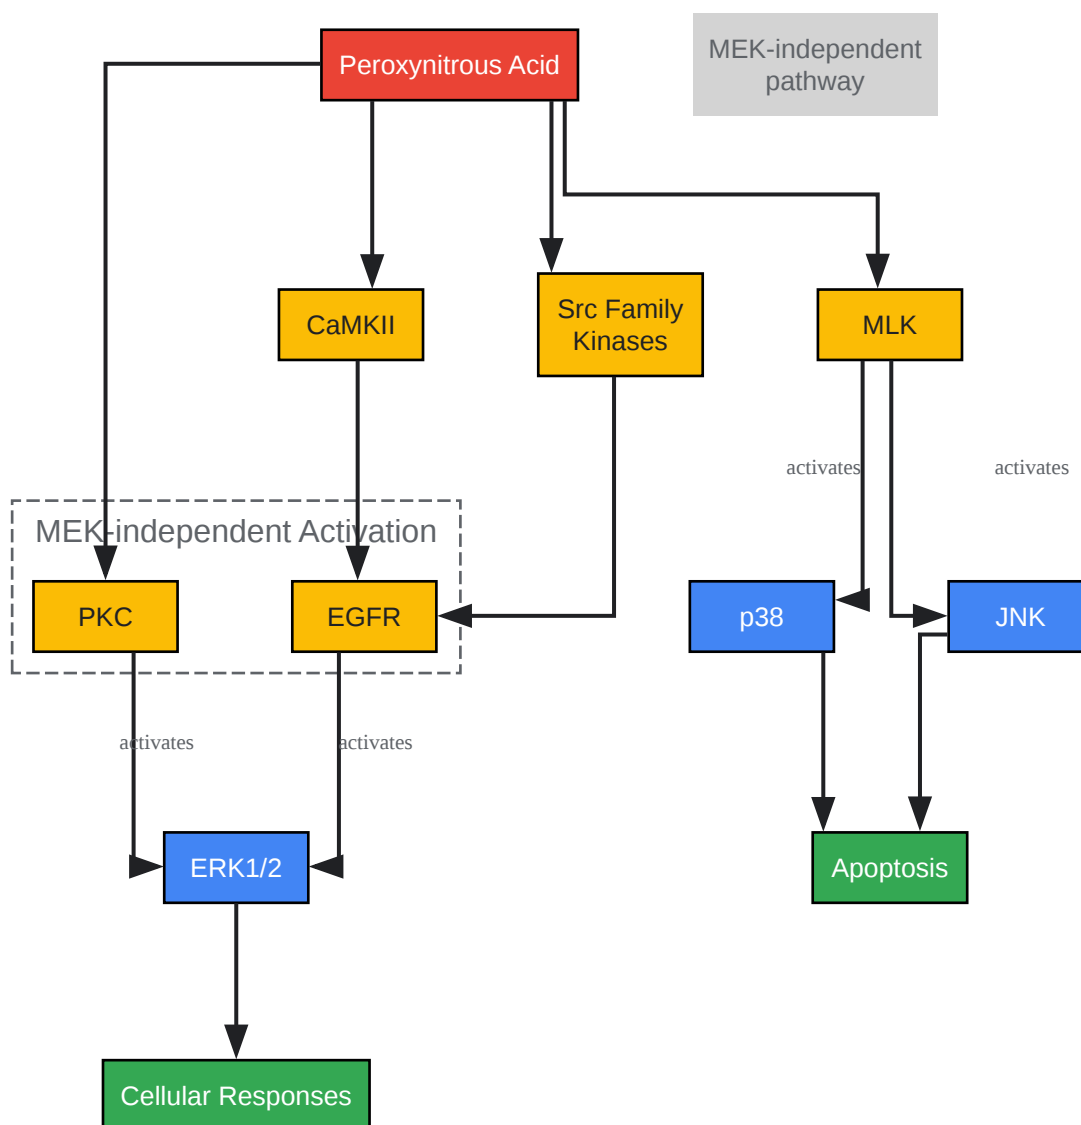 Peroxynitrous Acid
MEK-independent
pathway
CaMKII
Src Family
Kinases
MLK
activates
activates
MEK-independent Activation
PKC
EGFR
p38
JNK
activates
activates
ERK1/2
Apoptosis
Cellular Responses